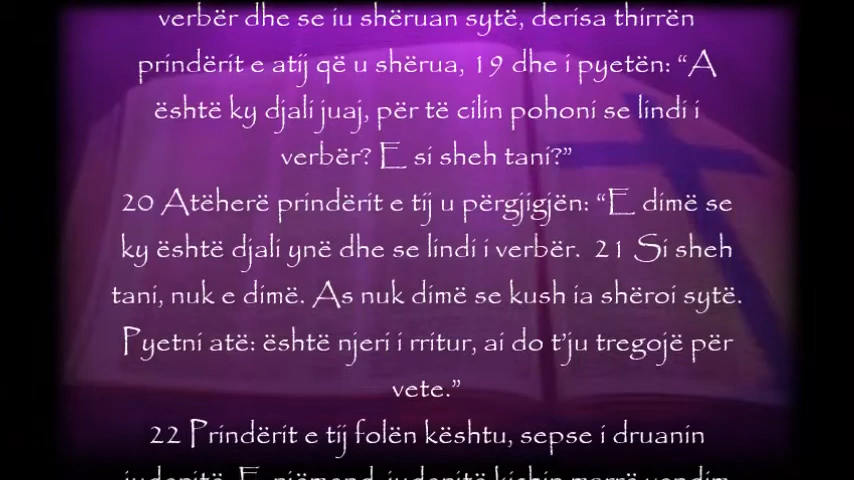 verbër dhe se iu shëruan sytë, derisa thirrën
prindërit e atij që u shërua, 19 dhe i pyetën: “A
është ky djali juaj, për të cilin pohoni se lindi i
verbër? E si sheh tani?”
20 Atëherë prindërit e tij u përgjigjën: “E dimë se
ky është djali ynë dhe se lindi i verbër. 21 Si sheh
tani, nuk e dimë. As nuk dimë se kush ia shëroi sytë.
Pyetni atë: është njeri i rritur, ai do t’ju tregojë për
vete.”
22 Prindërit e tij folën kështu, sepse i druanin